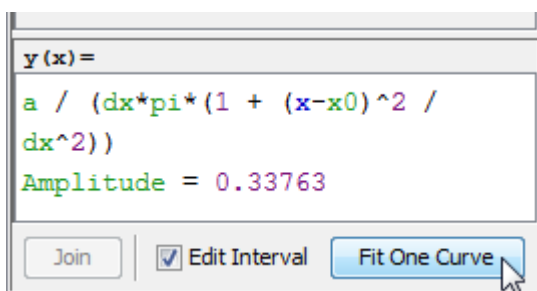 y(x)=
a / (dx*pi*(1 + (x-x0)^2 /
dx^2))
Amplitude = 0.33763
Join Edit Interval Fit One Curve